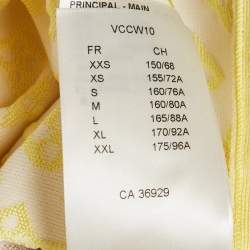 PRINCIPAL - MAIN
VCCW10
FR CH
XXS 150/68
XS 155/72A
S 160/76A
M 160/80A
L 165/88A
XL 170/92A
XXL 175/96A
CA 36929